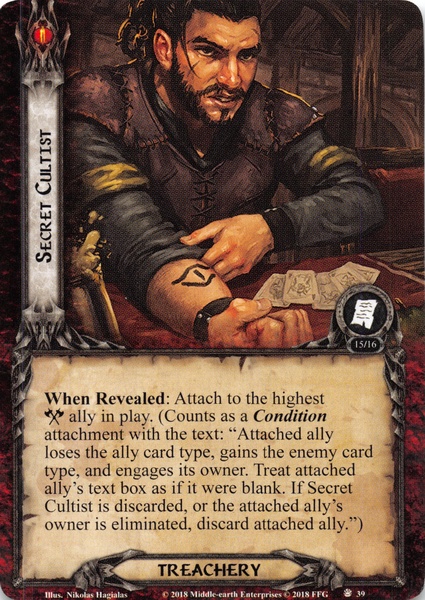 SECRET CULTIST
15/16
When Revealed: Attach to the highest
ally in play. (Counts as a Condition
attachment with the text: “Attached ally
loses the ally card type, gains the enemy card
type, and engages its owner. Treat attached
ally’s text box as if it were blank. If Secret
Cultist is discarded, or the attached ally’s
owner is eliminated, discard attached ally.”)
TREACHERY
Illus. Nikolas Hagialas © 2018 Middle-earth Enterprises © 2018 FFG 39